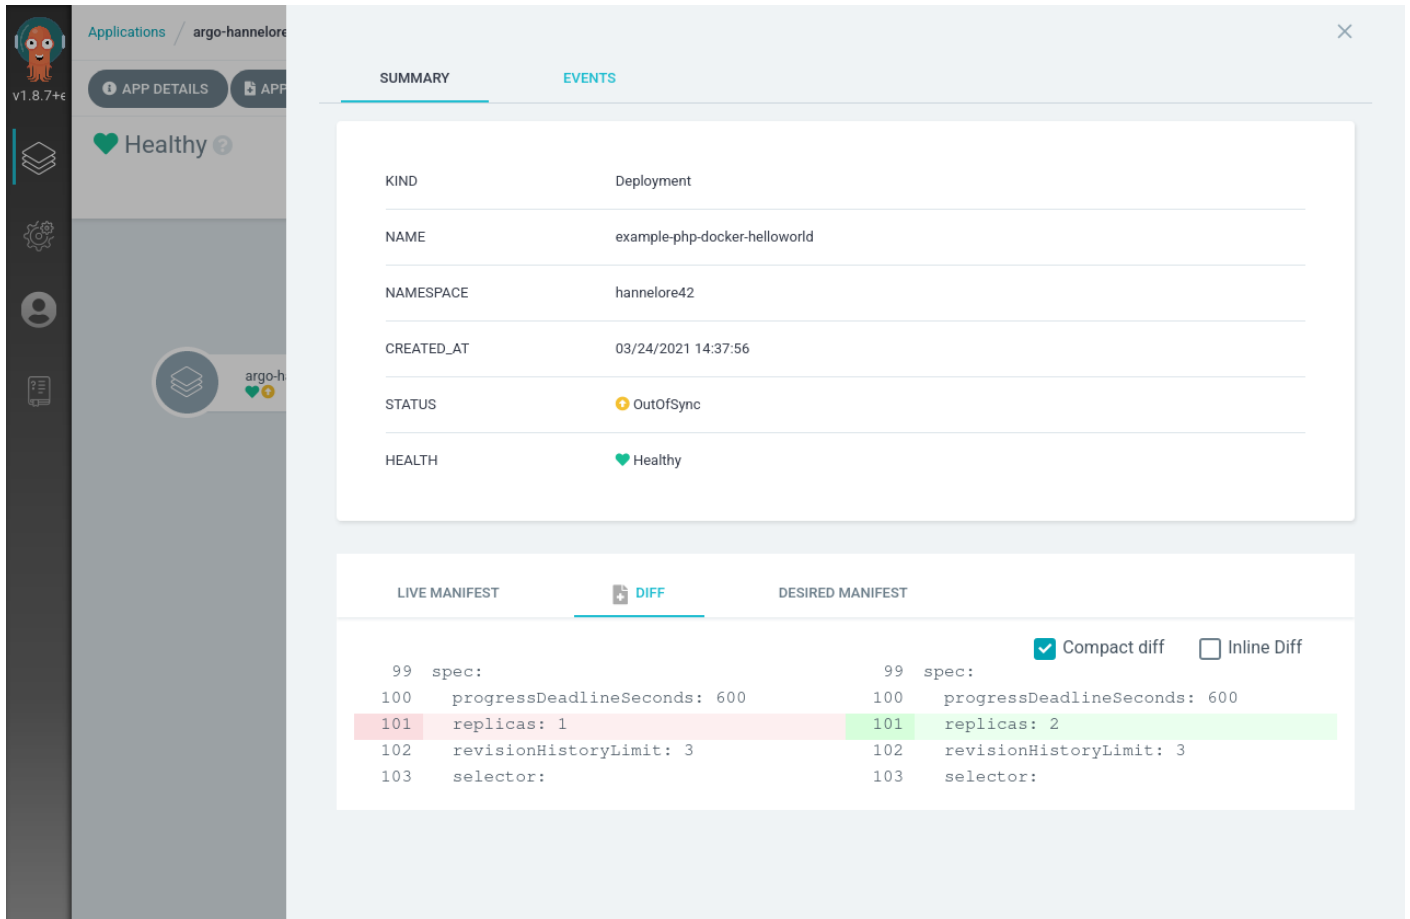 Applications / argo-hannelore
SUMMARY EVENTS
v1.8.7+e
APP DETAILS APP
Healthy
KIND Deployment
NAME example-php-docker-helloworld
NAMESPACE hannelore42
CREATED_AT 03/24/2021 14:37:56
argo-ha
STATUS OutOfSync
HEALTH Healthy
LIVE MANIFEST DIFF DESIRED MANIFEST
Compact diff Inline Diff
99 spec: 99 spec:
100 progressDeadlineSeconds: 600 100 progressDeadlineSeconds: 600
101 replicas: 1 101 replicas: 2
102 revisionHistoryLimit: 3 102 revisionHistoryLimit: 3
103 selector: 103 selector: